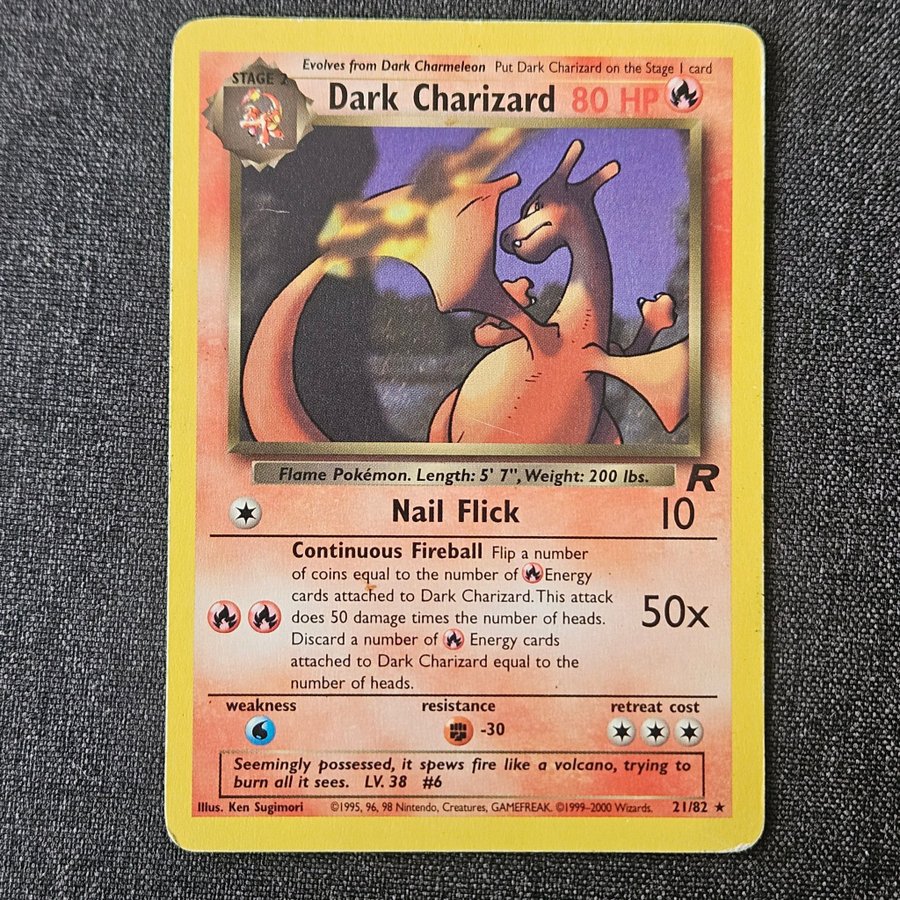 Evolves from Dark Charmeleon Put Dark Charizard on the Stage 1 card
STAGE 2
Dark Charizard 80 HP
Flame Pokémon. Length: 5' 7", Weight: 200 lbs.
R
Nail Flick 10
Continuous Fireball Flip a number
of coins equal to the number of Energy
cards attached to Dark Charizard. This attack
does 50 damage times the number of heads.
50x
Discard a number of Energy cards
attached to Dark Charizard equal to the
number of heads.
weakness resistance retreat cost
-30
Seemingly possessed, it spews fire like a volcano, trying to
burn all it sees. LV. 38 #6
Illus. Ken Sugimori ©1995, 96, 98 Nintendo, Creatures, GAMEFREAK. ©1999-2000 Wizards. 21/82 ★